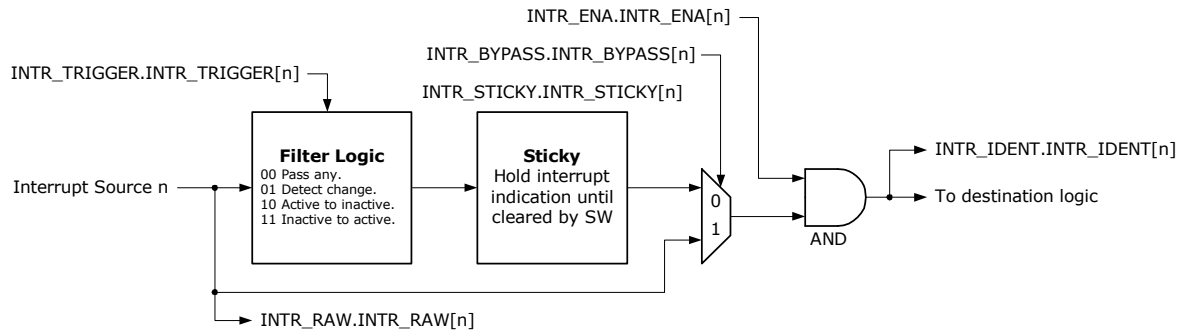 INTR_ENA.INTR_ENA[n]
INTR_BYPASS.INTR_BYPASS[n]
INTR_TRIGGER.INTR_TRIGGER[n]
INTR_STICKY.INTR_STICKY[n]
Filter Logic
00 Pass any.
01 Detect change.
10 Active to inactive.
11 Inactive to active.
Sticky
Hold interrupt
indication until
cleared by SW
Interrupt Source n
0
1
AND
INTR_IDENT.INTR_IDENT[n]
To destination logic
INTR_RAW.INTR_RAW[n]